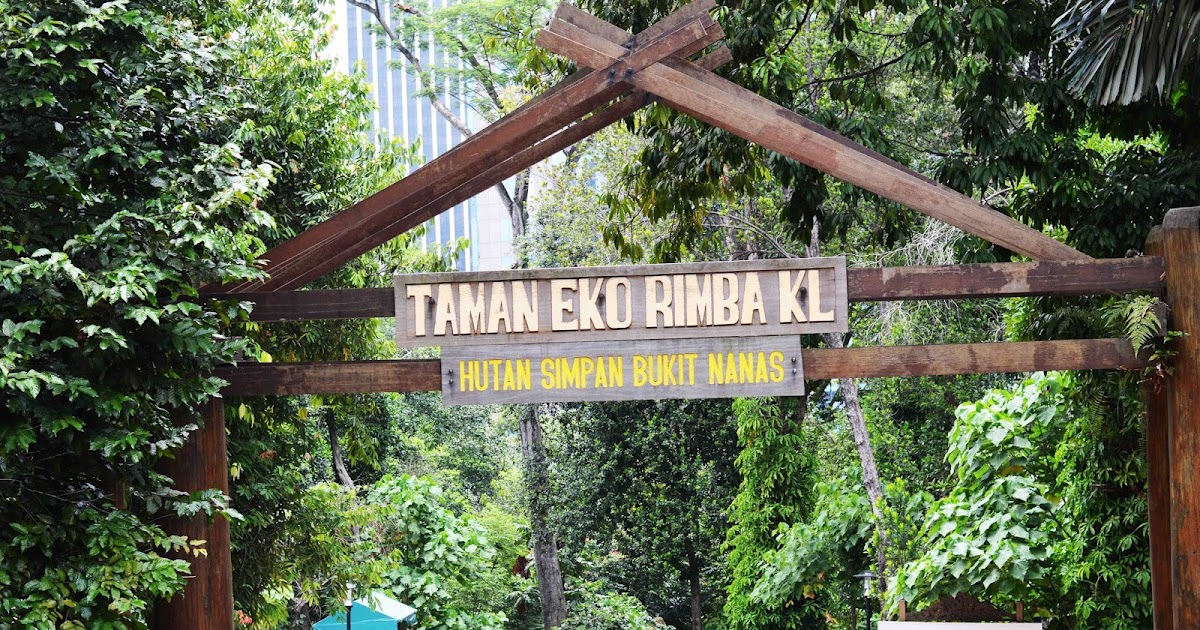 TAMAN EKO RIMBA KL
HUTAN SIMPAN BUKIT NANAS